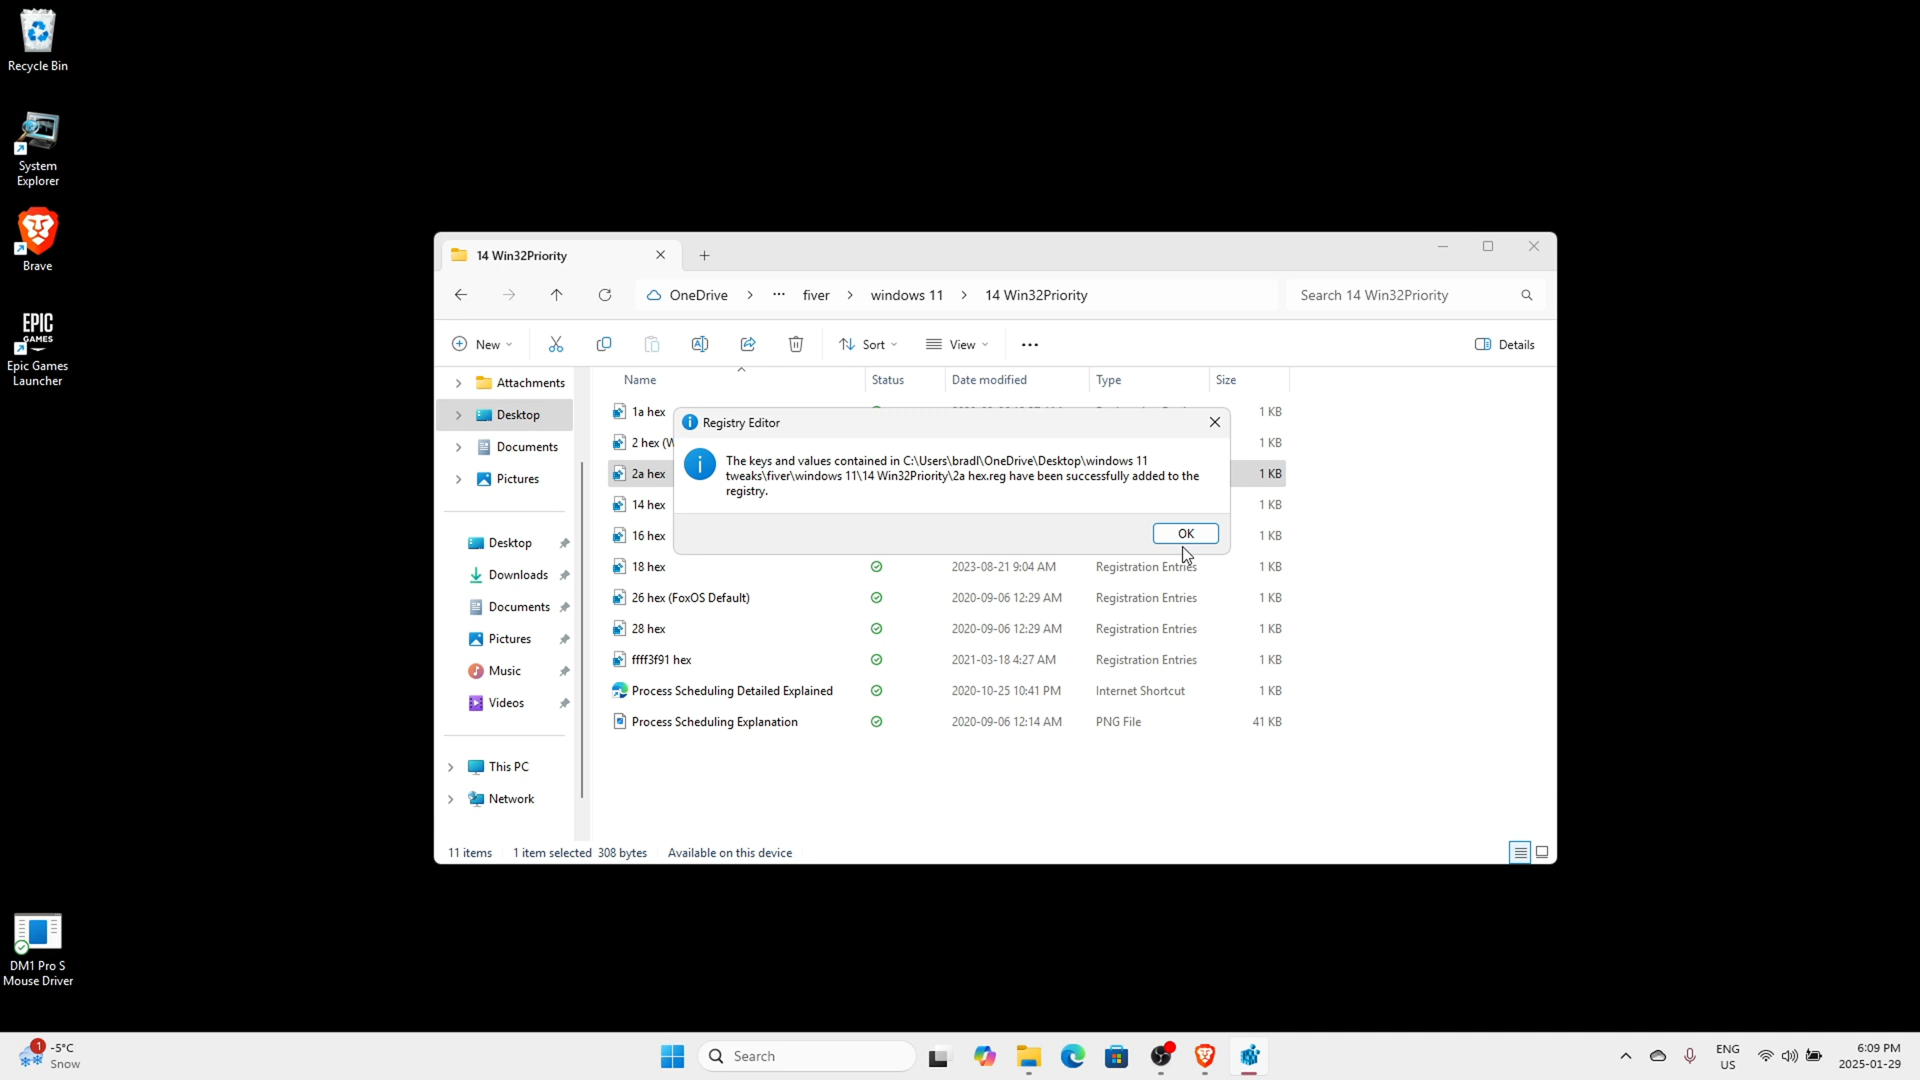 Recycle Bin
System
Explorer
Brave
EPIC
GAMES
Epic Games
Launcher
DM1 Pro S
Mouse Driver
14 Win32Priority
OneDrive
fiver
windows 11
14 Win32Priority
Search 14 Win32Priority
New
Sort
View
Details
Attachments
Desktop
Documents
Pictures
Desktop
Downloads
Documents
Pictures
Music
Videos
This PC
Network
Name Status Date modified Type Size
1a hex 1 KB
2 hex (W 1 KB
2a hex 1 KB
14 hex 1 KB
16 hex 1 KB
18 hex 2023-08-21 9:04 AM Registration Entries 1 KB
26 hex (FoxOS Default) 2020-09-06 12:29 AM Registration Entries 1 KB
28 hex 2020-09-06 12:29 AM Registration Entries 1 KB
ffff3f91 hex 2021-03-18 4:27 AM Registration Entries 1 KB
Process Scheduling Detailed Explained 2020-10-25 10:41 PM Internet Shortcut 1 KB
Process Scheduling Explanation 2020-09-06 12:14 AM PNG File 41 KB
Registry Editor
The keys and values contained in C:\Users\bradl\OneDrive\Desktop\windows 11
tweaks\fiver\windows 11\14 Win32Priority\2a hex.reg have been successfully added to the
registry.
OK
11 items 1 item selected 308 bytes Available on this device
1
-5°C
Snow
Search
ENG
US
6:09 PM
2025-01-29